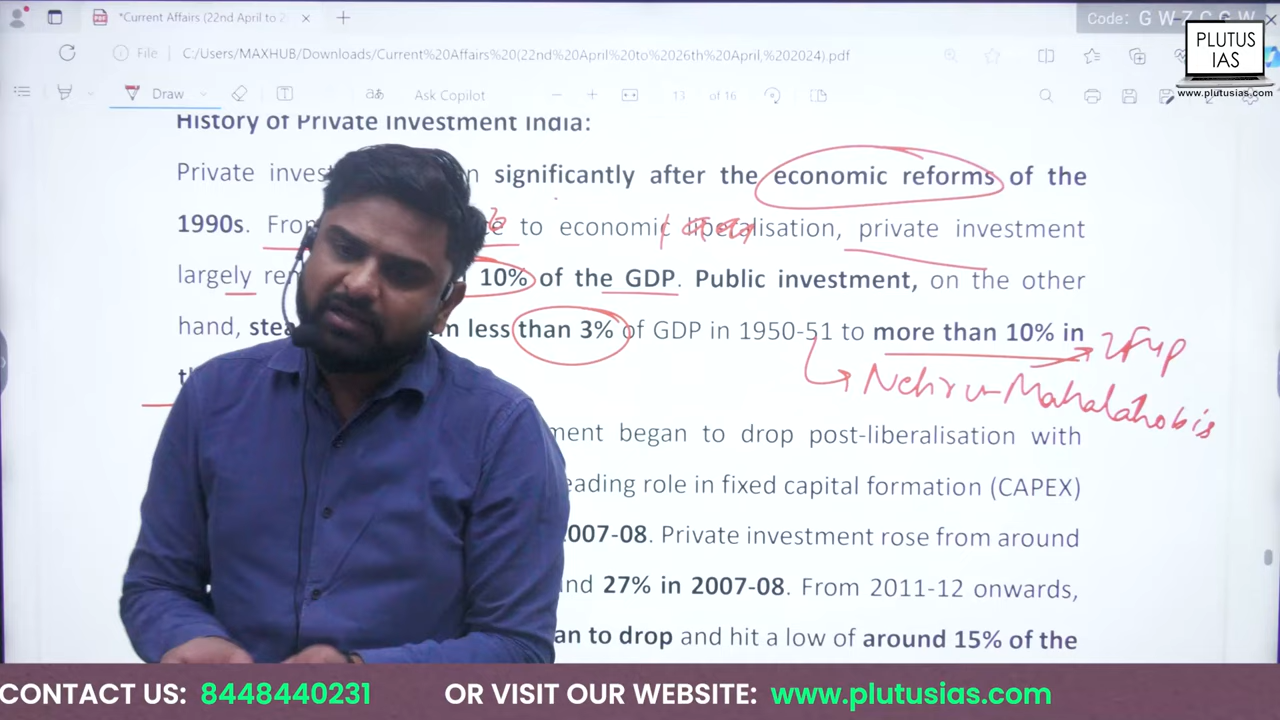 *Current Affairs (22nd April to 2
Code: G W Z C G W
PLUTUS
IAS
www.plutusias.com
File C:/Users/MAXHUB/Downloads/Current%20Affairs%20(22nd%20April%20to%2026th%20April,%202024).pdf
Draw Ask Copilot 13 of 16
History of Private Investment India:
Private inves n significantly after the economic reforms of the
1990s. Fro ce to economic liberalisation, private investment
largely re 10% of the GDP. Public investment, on the other
hand, stea m less than 3% of GDP in 1950-51 to more than 10% in
2FYP
th
Nehru-Mahalanobis
ment began to drop post-liberalisation with
eading role in fixed capital formation (CAPEX)
2007-08. Private investment rose from around
nd 27% in 2007-08. From 2011-12 onwards,
an to drop and hit a low of around 15% of the
CONTACT US: 8448440231 OR VISIT OUR WEBSITE: www.plutusias.com